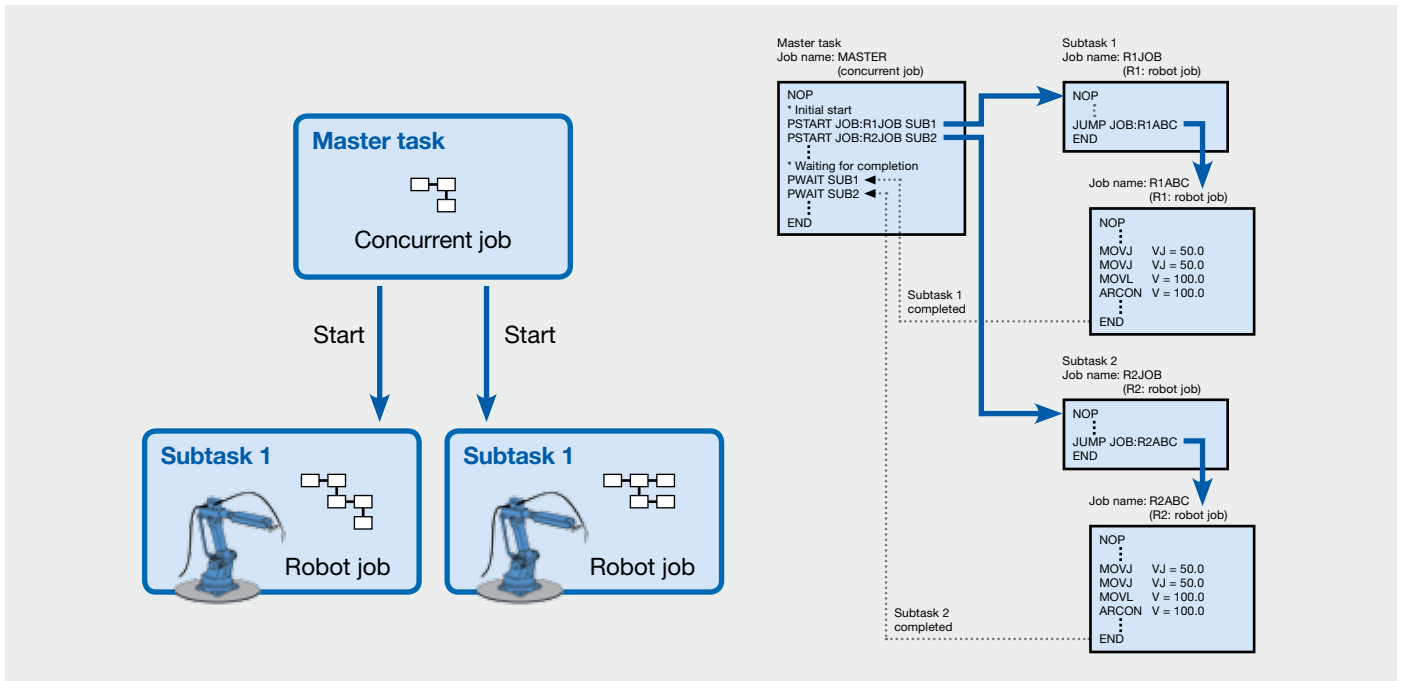 Master task
Concurrent job
Start
Start
Subtask 1
Robot job
Subtask 1
Robot job
Master task
Job name: MASTER
(concurrent job)
NOP
* Initial start
PSTART JOB:R1JOB SUB1
PSTART JOB:R2JOB SUB2
* Waiting for completion
PWAIT SUB1
PWAIT SUB2
END
Subtask 1
Job name: R1JOB
(R1: robot job)
NOP
JUMP JOB:R1ABC
END
Job name: R1ABC
(R1: robot job)
NOP
MOVJ VJ = 50.0
MOVJ VJ = 50.0
MOVL V = 100.0
ARCON V = 100.0
END
Subtask 1
completed
Subtask 2
Job name: R2JOB
(R2: robot job)
NOP
JUMP JOB:R2ABC
END
Job name: R2ABC
(R2: robot job)
NOP
MOVJ VJ = 50.0
MOVJ VJ = 50.0
MOVL V = 100.0
ARCON V = 100.0
END
Subtask 2
completed